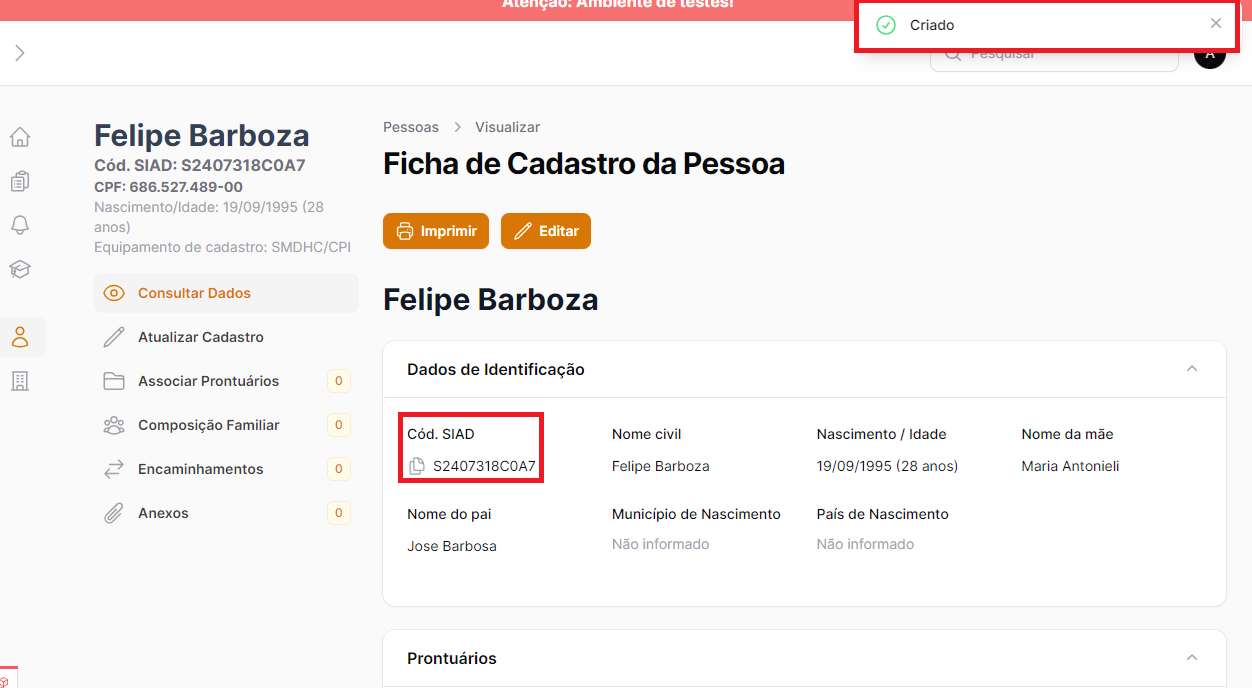 Atenção: Ambiente de testes!
Criado
Pesquisar
A
Felipe Barboza
Cód. SIAD: S2407318C0A7
CPF: 686.527.489-00
Nascimento/Idade: 19/09/1995 (28
anos)
Equipamento de cadastro: SMDHC/CPI
Consultar Dados
Atualizar Cadastro
Associar Prontuários 0
Composição Familiar 0
Encaminhamentos 0
Anexos 0
Pessoas > Visualizar
Ficha de Cadastro da Pessoa
Imprimir Editar
Felipe Barboza
Dados de Identificação
Cód. SIAD Nome civil Nascimento / Idade Nome da mãe
S2407318C0A7 Felipe Barboza 19/09/1995 (28 anos) Maria Antonieli
Nome do pai Município de Nascimento País de Nascimento
Jose Barbosa Não informado Não informado
Prontuários